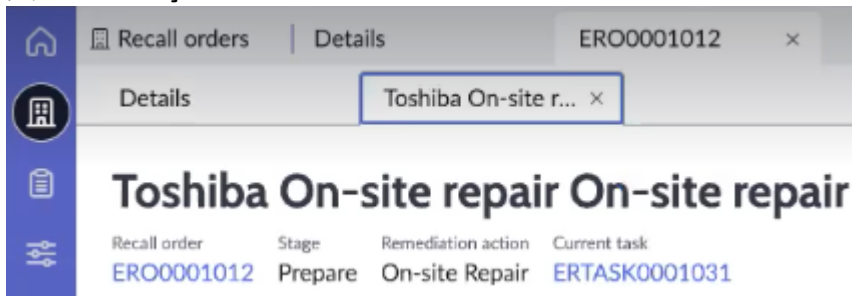 Recall orders | Details ERO0001012 ×
Details Toshiba On-site r... ×
Toshiba On-site repair On-site repair
Recall order Stage Remediation action Current task
ERO0001012 Prepare On-site Repair ERTASK0001031